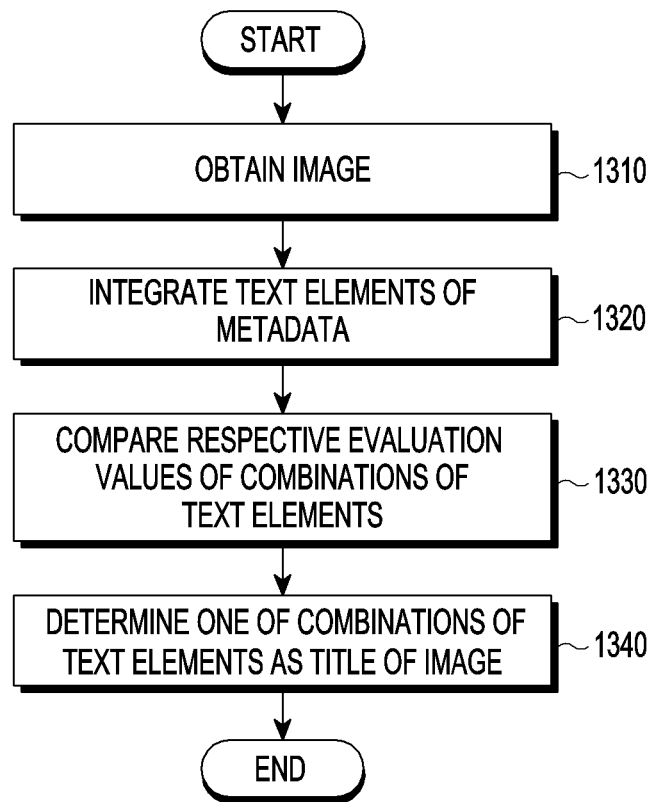 START
OBTAIN IMAGE
1310
INTEGRATE TEXT ELEMENTS OF
METADATA
1320
COMPARE RESPECTIVE EVALUATION
VALUES OF COMBINATIONS OF
TEXT ELEMENTS
1330
DETERMINE ONE OF COMBINATIONS OF
TEXT ELEMENTS AS TITLE OF IMAGE
1340
END